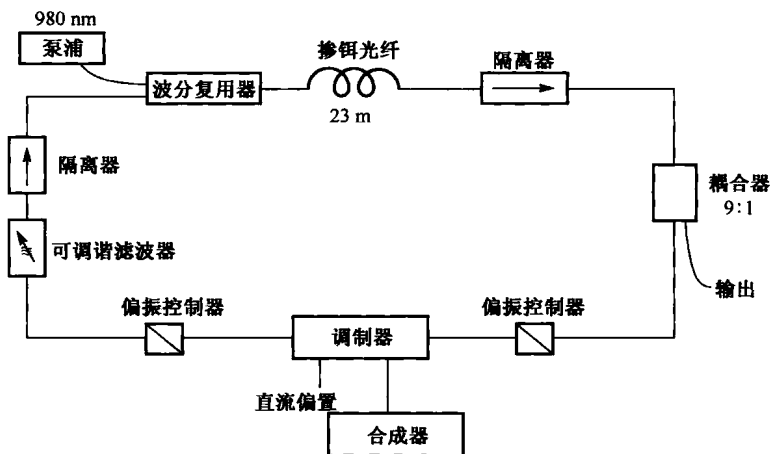 980 nm
泵浦
波分复用器
掺铒光纤
23 m
隔离器
隔离器
耦合器
9:1
可调谐滤波器
输出
偏振控制器
调制器
偏振控制器
直流偏置
合成器